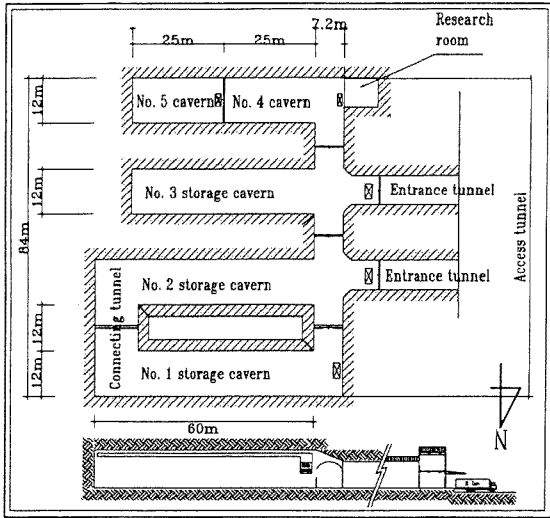 7.2m
Research
room
25m
25m
12m
No. 5 cavern
No. 4 cavern
12m
No. 3 storage cavern
Entrance tunnel
84m
Access tunnel
Entrance tunnel
No. 2 storage cavern
Connecting tunnel
12m
12m
No. 1 storage cavern
60m
N